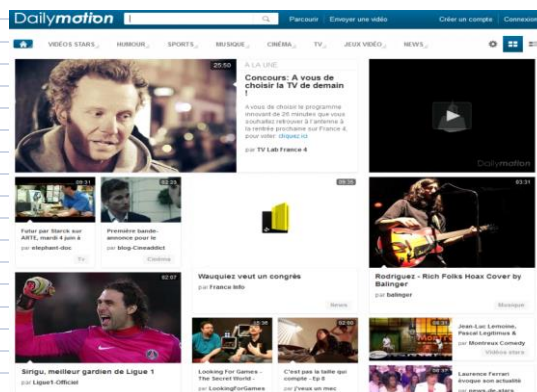 Dailymotion
Parcourir
Envoyer une vidéo
Créer un compte
Connexion
VIDÉOS STARS
HUMOUR
SPORTS
MUSIQUE
CINÉMA
TV
JEUX VIDÉO
NEWS
25:50
A LA UNE
Concours: A vous de
choisir la TV de demain
!
A vous de choisir le programme
innovant de 26 minutes que vous
souhaitez retrouver à l'antenne à
la rentrée prochaine sur France 4,
pour voter: cliquez ici
par TV Lab France 4
Dailymotion
Futur par Starck sur
ARTE, mardi 4 juin à
par elephant-doc
Tv
Première bande-
annonce pour le
par blog-Cineaddict
Cinéma
Wauquiez veut un congrès
par France Info
News
03:31
Rodriguez - Rich Folks Hoax Cover by
Balinger
par balinger
Musique
02:07
Sirigu, meilleur gardien de Ligue 1
par Ligue1-Officiel
Looking For Games -
The Secret World -
par LookingForGames
02:00
C'est pas la taille qui
compte - Ep 6
par J'veux un mec
Jean-Luc Lemoine,
Pascal Legitimus &
par Montreux Comedy
Vidéos stars
Laurence Ferrari
évoque son actualité
par news-de-stars